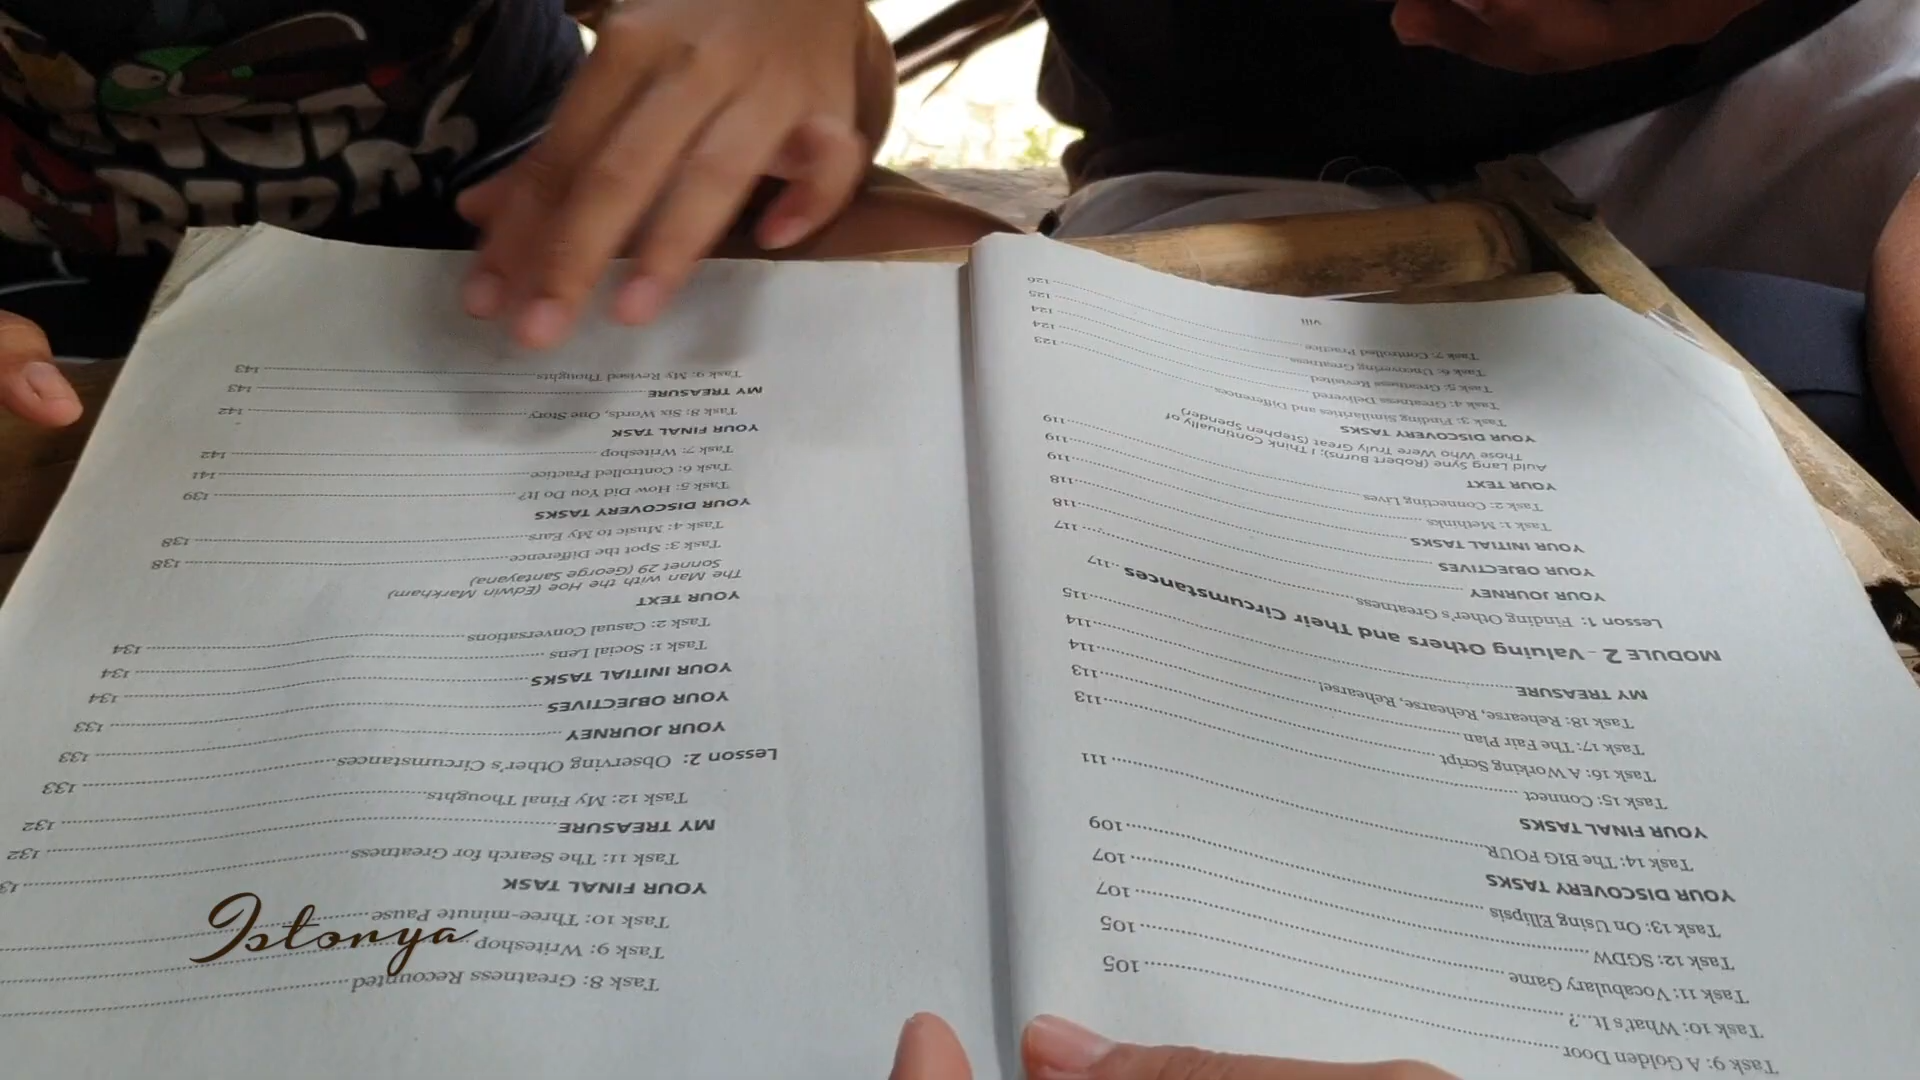 Task 9: A Golden Door ........ 105
Task 10: What's It...? ........ 105
Task 11: Vocabulary Game ........ 107
Task 12: SGDW ........ 107
Task 13: On Using Ellipsis ........ 109
YOUR DISCOVERY TASKS
Task 14: The BIG FOUR ........ 111
YOUR FINAL TASKS
Task 15: Connect ........ 113
Task 16: A Working Script ........ 113
Task 17: The Fair Plan ........ 114
Task 18: Rehearse, Rehearse, Rehearse! ........ 114
MY TREASURE ........ 115
MODULE 2 – Valuing Others and Their Circumstances ..117
Lesson 1: Finding Other's Greatness ........ 117
YOUR JOURNEY ........ 118
YOUR OBJECTIVES ........ 118
YOUR INITIAL TASKS ........ 119
Task 1: Methinks ........ 119
Task 2: Connecting Lives ........ 119
YOUR TEXT
Auld Lang Syne (Robert Burns); I Think Continually of
Those Who Were Truly Great (Stephen Spender)
YOUR DISCOVERY TASKS
Task 3: Finding Similarities and Differences ........ 123
Task 4: Greatness Delivered ........ 124
Task 5: Greatness Revisited ........ 124
Task 6: Uncovering Greatness ........ 125
Task 7: Controlled Practice ........ 126
viii
Task 8: Greatness Recounted ........
Task 9: Writeshop ........
Task 10: Three-minute Pause ........
YOUR FINAL TASK
Task 11: The Search for Greatness ........ 13
MY TREASURE ........ 132
Task 12: My Final Thoughts ........ 132
Lesson 2: Observing Other's Circumstances ........ 133
YOUR JOURNEY ........ 133
YOUR OBJECTIVES ........ 133
YOUR INITIAL TASKS ........ 134
Task 1: Social Lens ........ 134
Task 2: Casual Conversations ........ 134
YOUR TEXT
The Man with the Hoe (Edwin Markham)
Sonnet 29 (George Santayana)
Task 3: Spot the Difference ........ 138
Task 4: Music to My Ears ........ 138
YOUR DISCOVERY TASKS
Task 5: How Did You Do It? ........ 139
Task 6: Controlled Practice ........ 141
Task 7: Writeshop ........ 142
YOUR FINAL TASK
Task 8: Six Words, One Story ........ 142
MY TREASURE ........ 143
Task 9: My Revised Thoughts ........ 143
Istorya